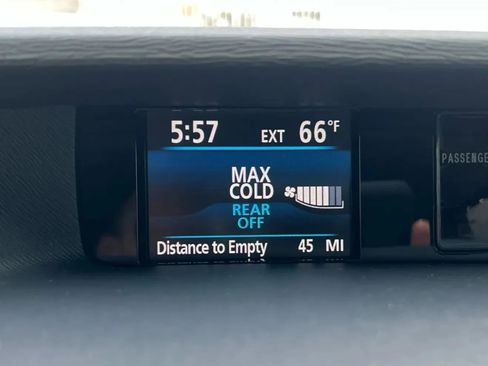 5:57 EXT 66°F
MAX
COLD
REAR
OFF
Distance to Empty 45 MI
PASSENGE